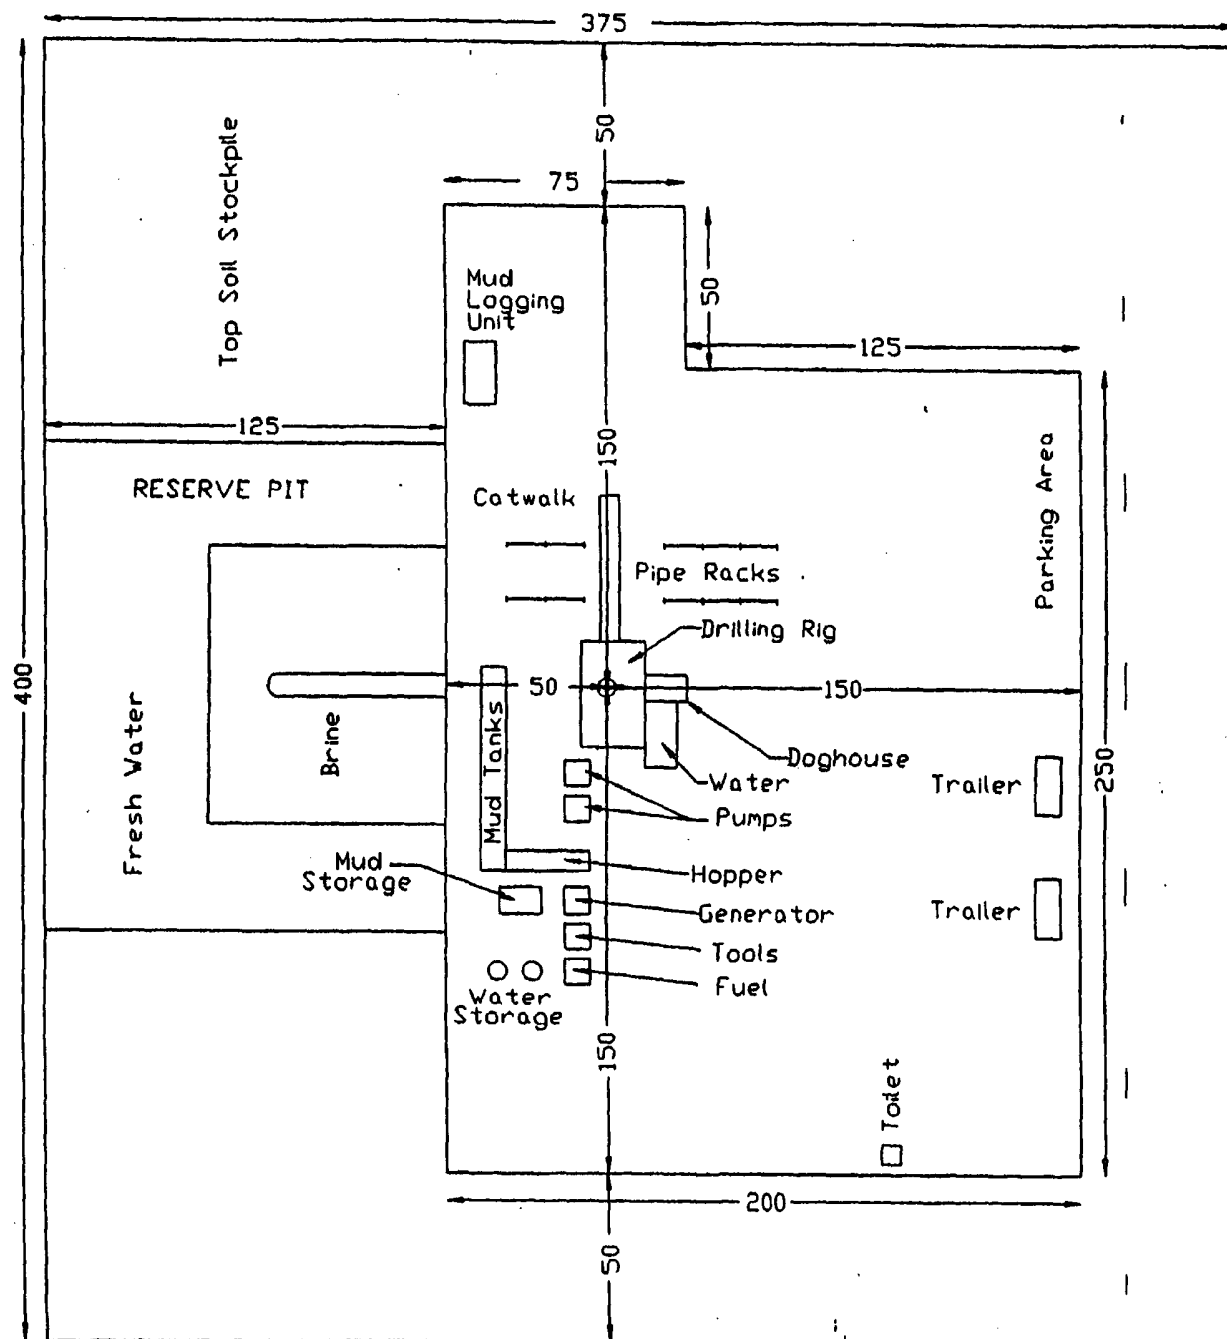 375
50
75
Top Soil Stockpile
Mud
Logging
Unit
50
125
125
150
RESERVE PIT
Catwalk
Parking Area
Pipe Racks
Drilling Rig
400
50
150
Fresh Water
Brine
Mud Tanks
Doghouse
Water
250
Trailer
Pumps
Mud
Storage
Hopper
Generator
Trailer
Tools
Fuel
Water
Storage
150
Toilet
200
50